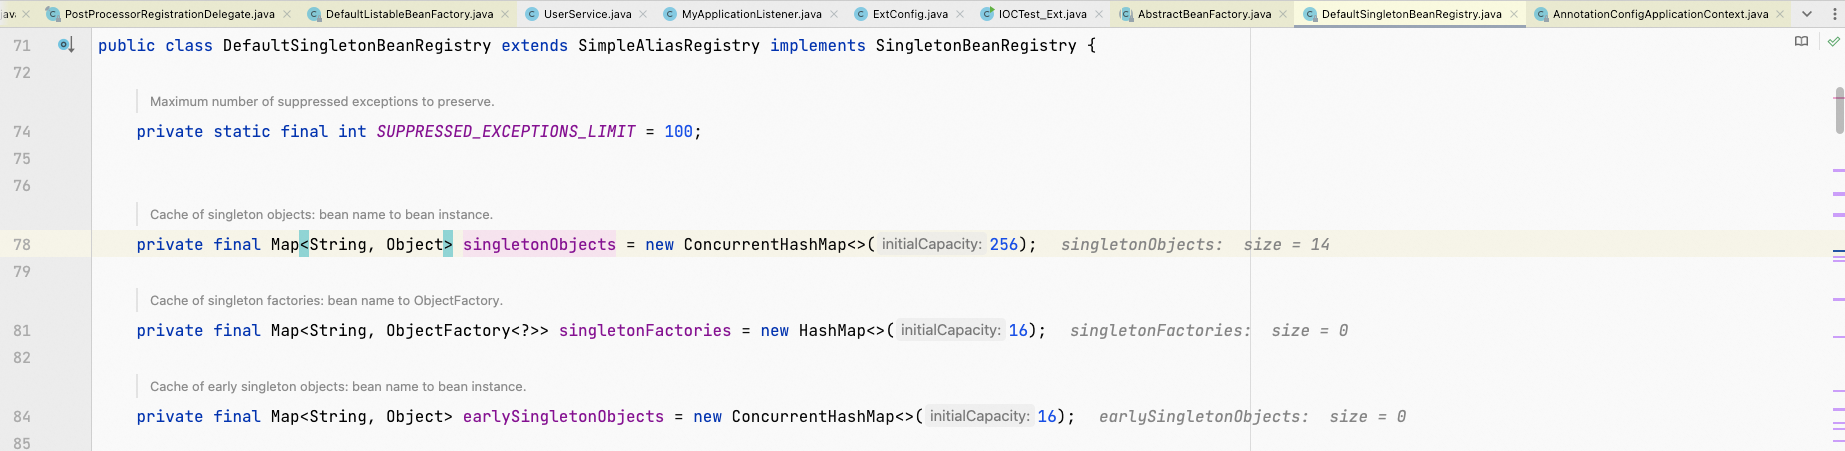 java PostProcessorRegistrationDelegate.java DefaultListableBeanFactory.java UserService.java MyApplicationListener.java ExtConfig.java IOCTest_Ext.java AbstractBeanFactory.java DefaultSingletonBeanRegistry.java AnnotationConfigApplicationContext.java
71 public class DefaultSingletonBeanRegistry extends SimpleAliasRegistry implements SingletonBeanRegistry {
72
Maximum number of suppressed exceptions to preserve.
74 private static final int SUPPRESSED_EXCEPTIONS_LIMIT = 100;
75
76
Cache of singleton objects: bean name to bean instance.
78 private final Map<String, Object> singletonObjects = new ConcurrentHashMap<>( initialCapacity: 256); singletonObjects: size = 14
79
Cache of singleton factories: bean name to ObjectFactory.
81 private final Map<String, ObjectFactory<?>> singletonFactories = new HashMap<>( initialCapacity: 16); singletonFactories: size = 0
82
Cache of early singleton objects: bean name to bean instance.
84 private final Map<String, Object> earlySingletonObjects = new ConcurrentHashMap<>( initialCapacity: 16); earlySingletonObjects: size = 0
85